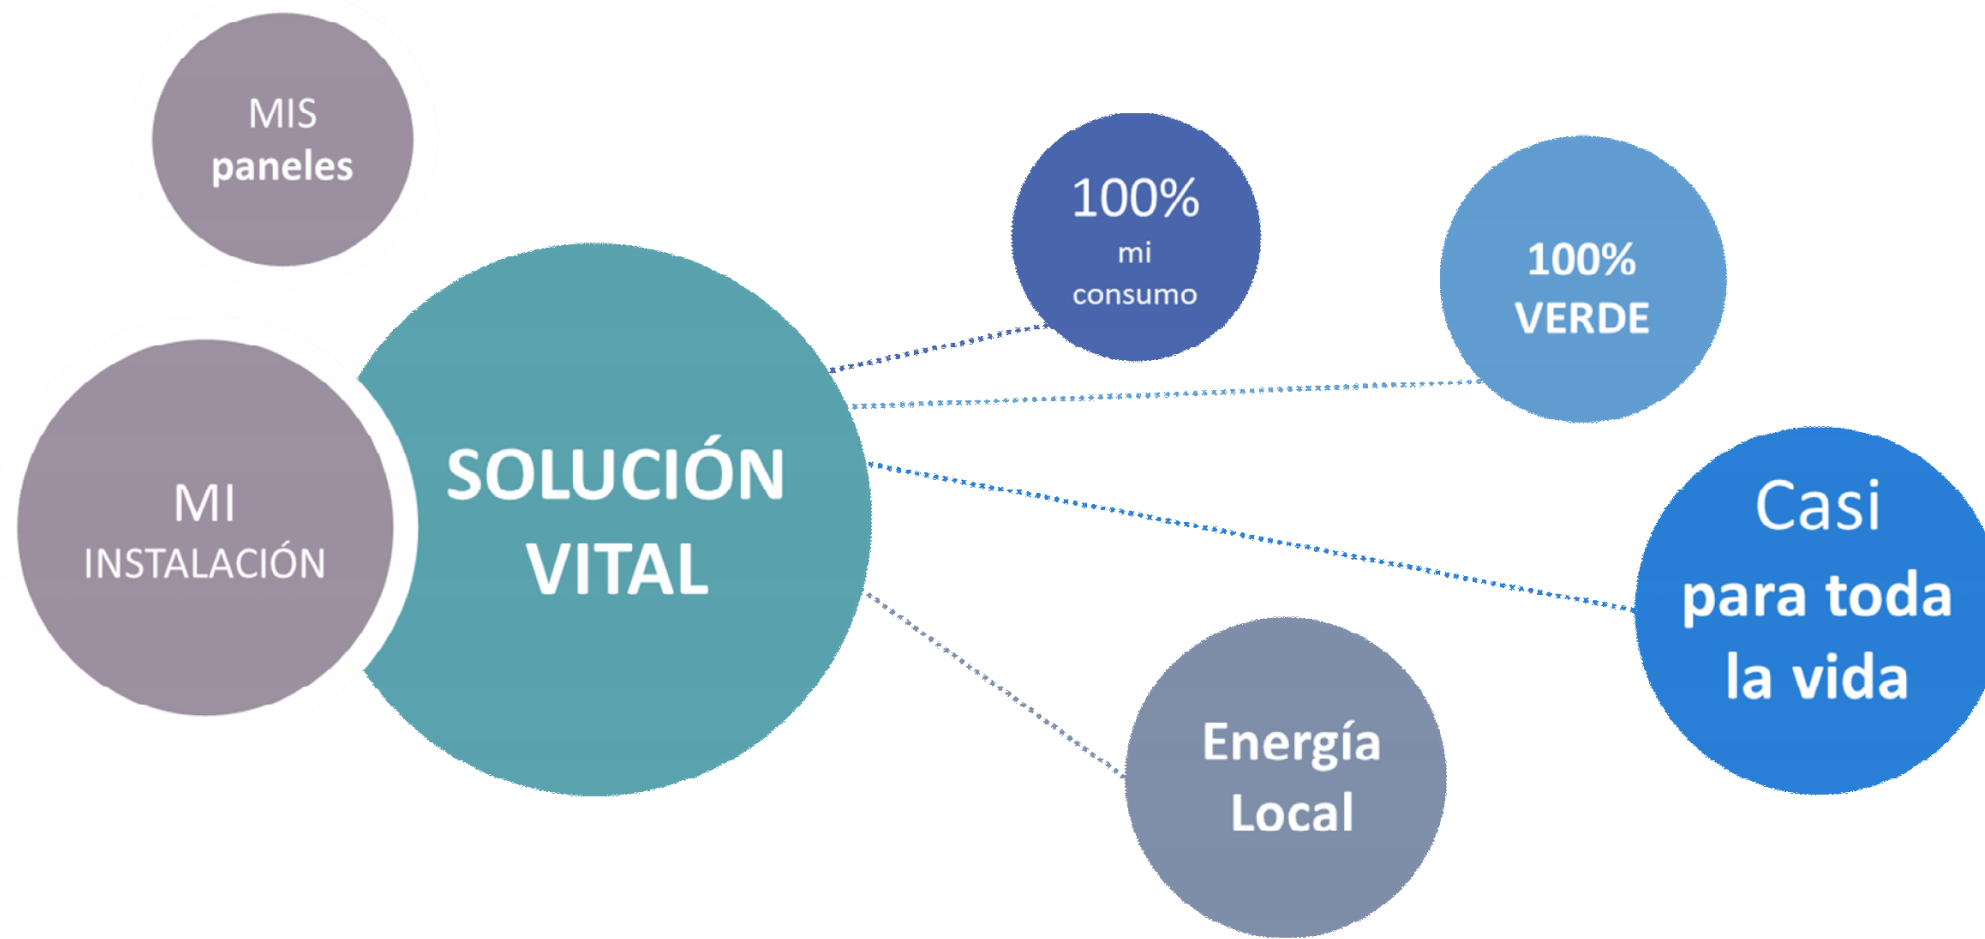 MIS
paneles
MI
INSTALACIÓN
SOLUCIÓN
VITAL
100%
mi
consumo
100%
VERDE
Casi
para toda
la vida
Energía
Local